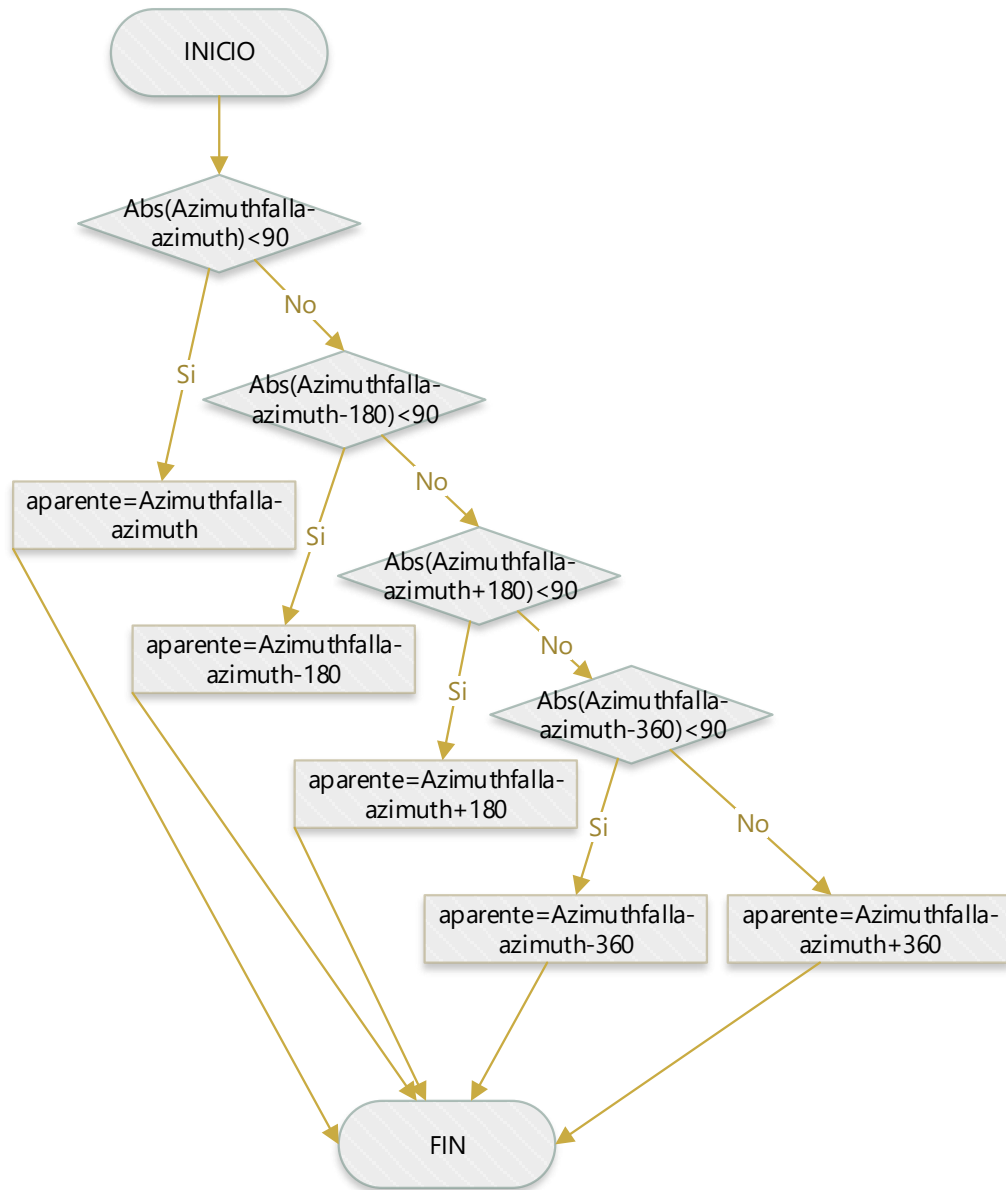 INICIO
Abs(Azimuthfalla-
azimuth)<90
No
Si
Abs(Azimuthfalla-
azimuth-180)<90
No
aparente=Azimuthfalla-
azimuth
Si
Abs(Azimuthfalla-
azimuth+180)<90
No
aparente=Azimuthfalla-
azimuth-180
Si
Abs(Azimuthfalla-
azimuth-360)<90
aparente=Azimuthfalla-
azimuth+180
Si
No
aparente=Azimuthfalla-
azimuth-360
aparente=Azimuthfalla-
azimuth+360
FIN